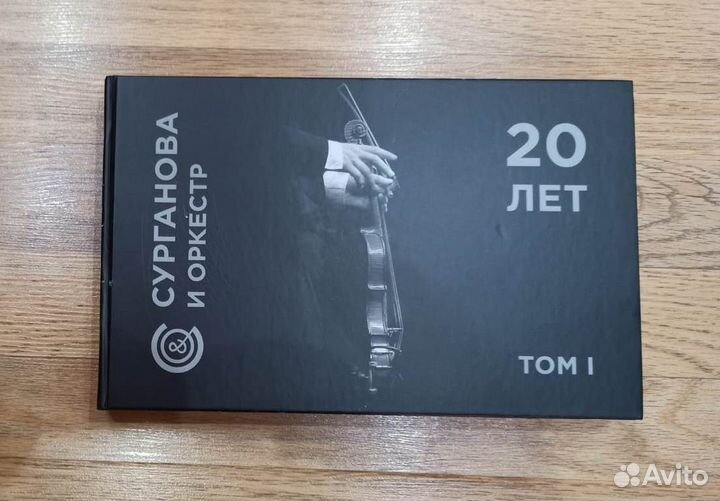 СУРГАНОВА
И ОРКЕСТР
&
20
ЛЕТ
ТОМ I
Avito